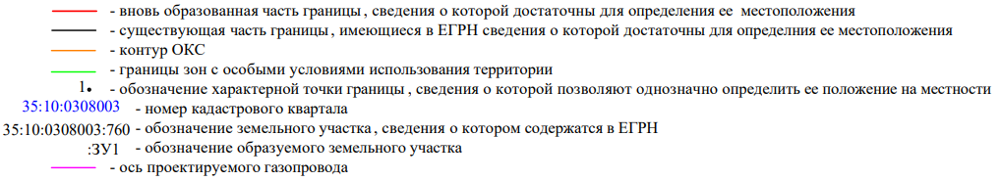 - вновь образованная часть границы, сведения о которой достаточны для определения ее местоположения
- существующая часть границы, имеющиеся в ЕГРН сведения о которой достаточны для определния ее местоположения
- контур ОКС
- границы зон с особыми условиями использования территории
1. - обозначение характерной точки границы, сведения о которой позволяют однозначно определить ее положение на местности
35:10:0308003 - номер кадастрового квартала
35:10:0308003:760 - обозначение земельного участка, сведения о котором содержатся в ЕГРН
:ЗУ1 - обозначение образуемого земельного участка
- ось проектируемого газопровода